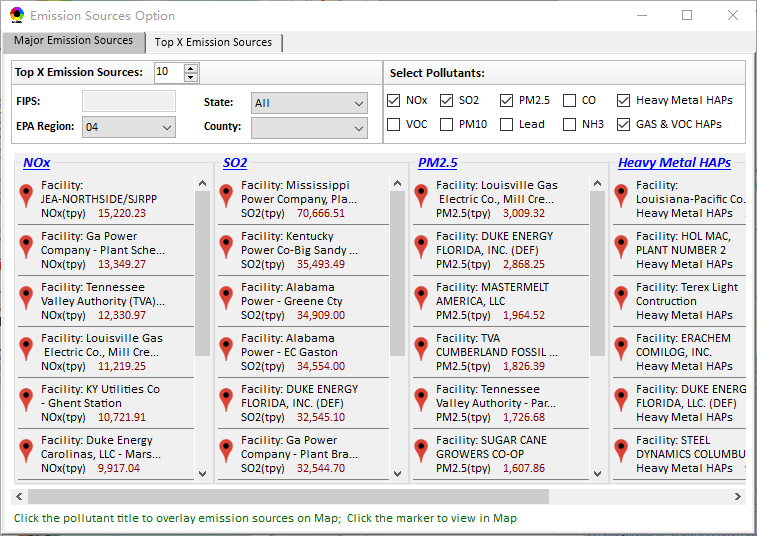 Emission Sources Option
Major Emission Sources
Top X Emission Sources
Top X Emission Sources: 10
Select Pollutants:
FIPS:
State: All
NOx SO2 PM2.5 CO Heavy Metal HAPs
EPA Region: 04
County:
VOC PM10 Lead NH3 GAS & VOC HAPs
NOx
Facility:
JEA-NORTHSIDE/SJRPP
NOx(tpy) 15,220.23
Facility: Ga Power
Company - Plant Sche...
NOx(tpy) 13,349.27
Facility: Tennessee
Valley Authority (TVA)...
NOx(tpy) 12,330.97
Facility: Louisville Gas
Electric Co., Mill Cre...
NOx(tpy) 11,219.25
Facility: KY Utilities Co
- Ghent Station
NOx(tpy) 10,721.91
Facility: Duke Energy
Carolinas, LLC - Mars...
NOx(tpy) 9,917.04
SO2
Facility: Mississippi
Power Company, Pla...
SO2(tpy) 70,666.51
Facility: Kentucky
Power Co-Big Sandy ...
SO2(tpy) 35,493.49
Facility: Alabama
Power - Greene Cty
SO2(tpy) 34,909.00
Facility: Alabama
Power - EC Gaston
SO2(tpy) 34,554.00
Facility: DUKE ENERGY
FLORIDA, INC. (DEF)
SO2(tpy) 32,545.10
Facility: Ga Power
Company - Plant Bra...
SO2(tpy) 32,544.70
PM2.5
Facility: Louisville Gas
Electric Co., Mill Cre...
PM2.5(tpy) 3,009.32
Facility: DUKE ENERGY
FLORIDA, INC. (DEF)
PM2.5(tpy) 2,868.25
Facility: MASTERMELT
AMERICA, LLC
PM2.5(tpy) 1,964.52
Facility: TVA
CUMBERLAND FOSSIL ...
PM2.5(tpy) 1,826.39
Facility: Tennessee
Valley Authority - Par...
PM2.5(tpy) 1,726.68
Facility: SUGAR CANE
GROWERS CO-OP
PM2.5(tpy) 1,607.86
Heavy Metal HAPs
Facility:
Louisiana-Pacific Co.
Heavy Metal HAPs
Facility: HOL MAC,
PLANT NUMBER 2
Heavy Metal HAPs
Facility: Terex Light
Contruction
Heavy Metal HAPs
Facility: ERACHEM
COMILOG, INC.
Heavy Metal HAPs
Facility: DUKE ENERG
FLORIDA, LLC. (DEF)
Heavy Metal HAPs
Facility: STEEL
DYNAMICS COLUMBU
Heavy Metal HAPs
Click the pollutant title to overlay emission sources on Map; Click the marker to view in Map